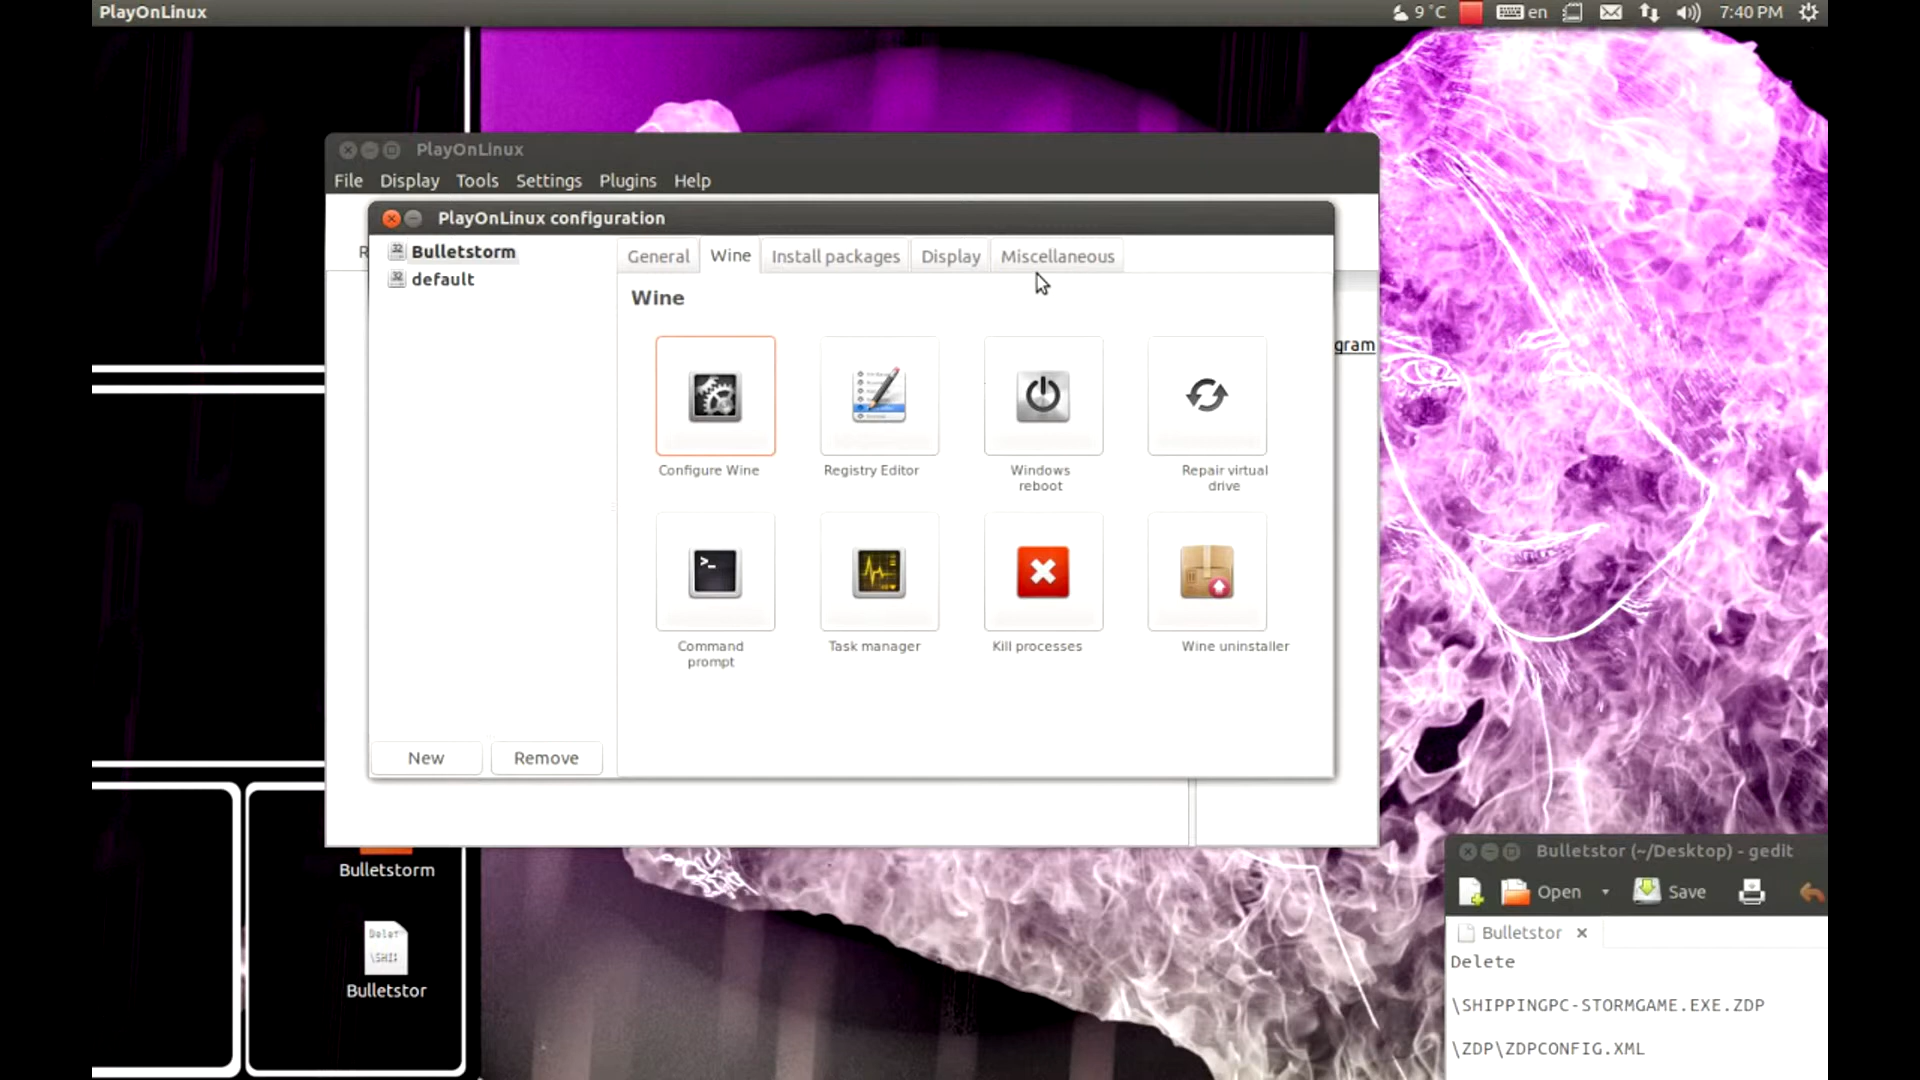 PlayOnLinux
9 °C
en
7:40 PM
PlayOnLinux
File Display Tools Settings Plugins Help
PlayOnLinux configuration
R
gram
Bulletstorm
default
General Wine Install packages Display Miscellaneous
Wine
Configure Wine
Registry Editor
Windows
reboot
Repair virtual
drive
Command
prompt
Task manager
Kill processes
Wine uninstaller
New
Remove
Bulletstorm
Bulletstor
Bulletstor (~/Desktop) - gedit
Open
Save
Bulletstor
Delete
\SHIPPINGPC-STORMGAME.EXE.ZDP
\ZDP\ZDPCONFIG.XML